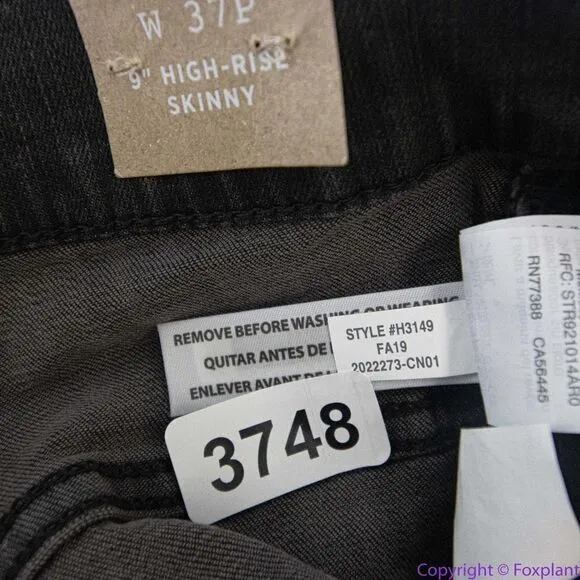 W 37P
9" HIGH-RISE
SKINNY
REMOVE BEFORE WASHING OR WEARING
QUITAR ANTES DE
ENLEVER AVANT DE
STYLE #H3149
FA19
2022273-CN01
3748
RFC: STR921014AH0
RN77388 CA56445
Copyright © Foxplant